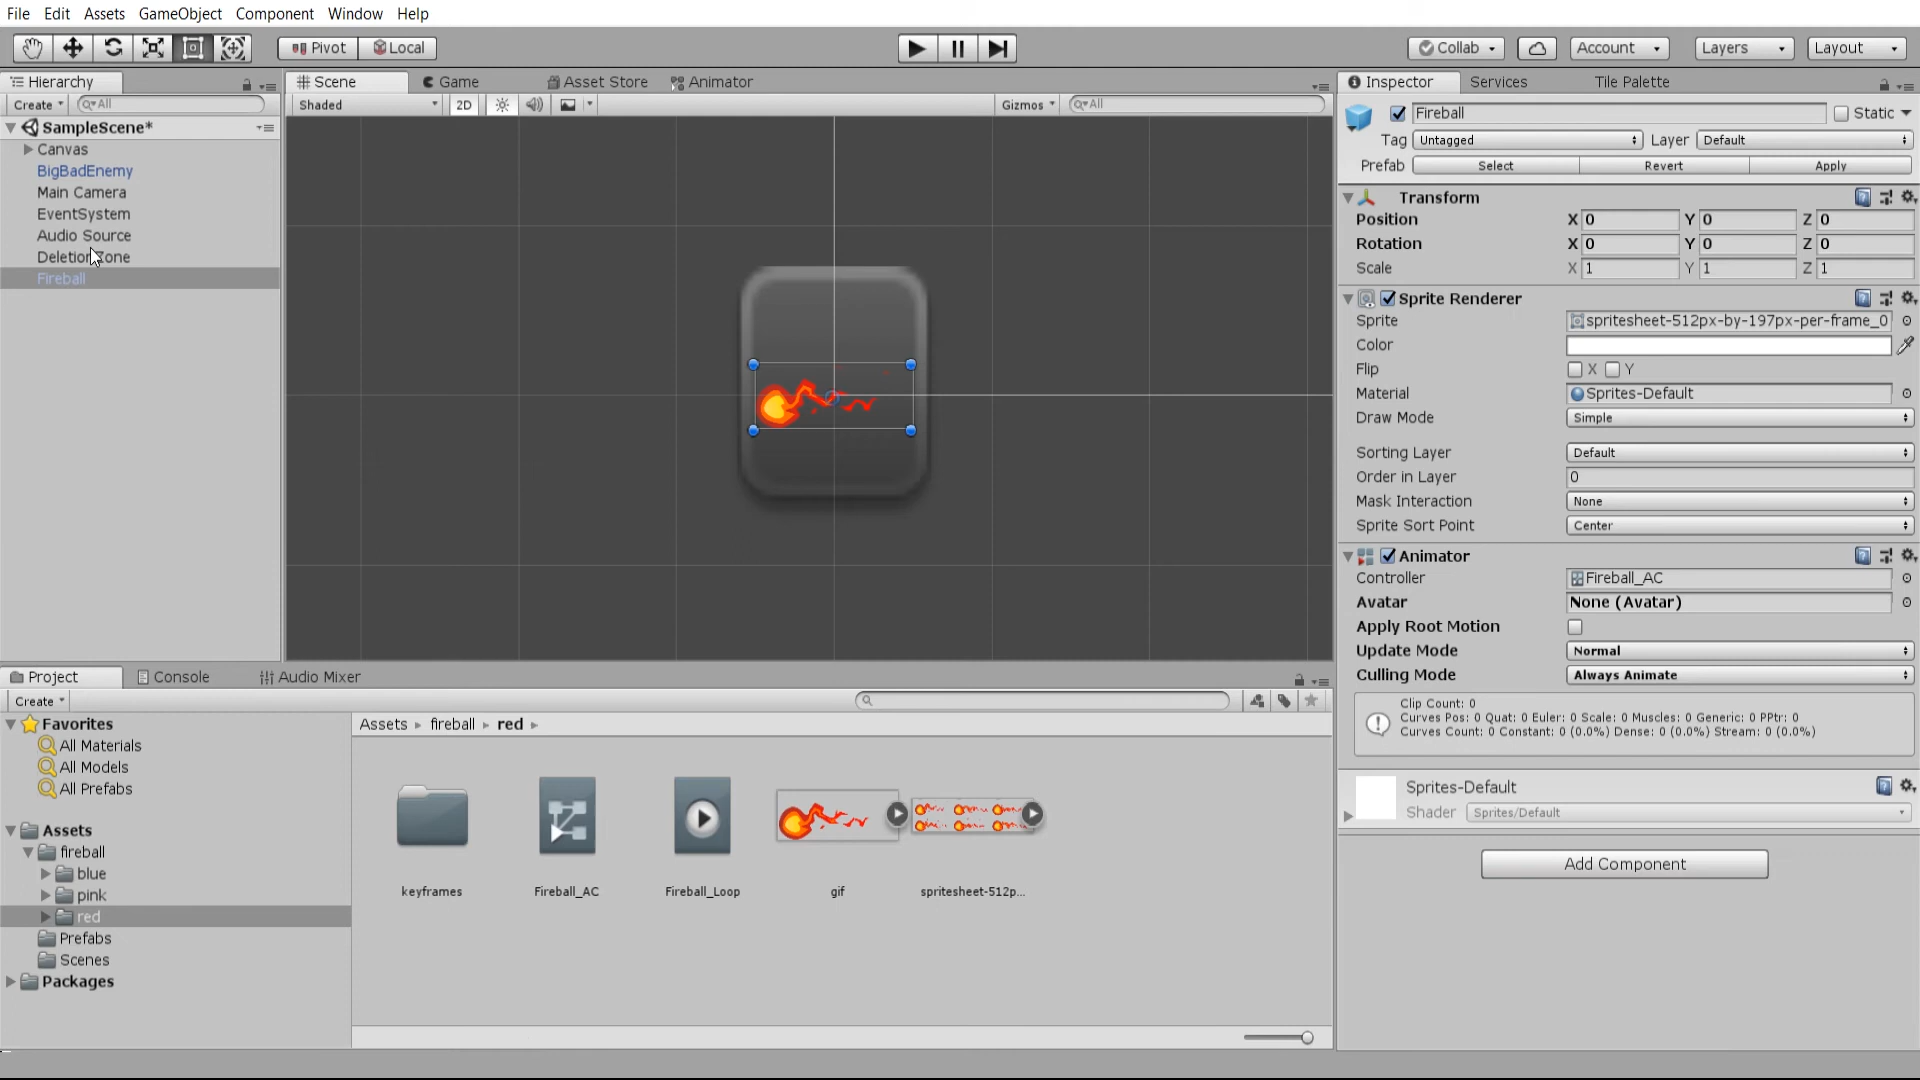 File Edit Assets GameObject Component Window Help
Pivot Local Collab Account Layers Layout
Hierarchy
Create All
SampleScene*
Canvas
BigBadEnemy
Main Camera
EventSystem
Audio Source
DeletionZone
Fireball
Scene Game Asset Store Animator
Shaded 2D Gizmos All
Inspector Services Tile Palette
Fireball Static
Tag Untagged Layer Default
Prefab Select Revert Apply
Transform
Position X 0 Y 0 Z 0
Rotation X 0 Y 0 Z 0
Scale X 1 Y 1 Z 1
Sprite Renderer
Sprite spritesheet-512px-by-197px-per-frame_0
Color
Flip X Y
Material Sprites-Default
Draw Mode Simple
Sorting Layer Default
Order in Layer 0
Mask Interaction None
Sprite Sort Point Center
Animator
Controller Fireball_AC
Avatar None (Avatar)
Apply Root Motion
Update Mode Normal
Culling Mode Always Animate
Clip Count: 0
Curves Pos: 0 Quat: 0 Euler: 0 Scale: 0 Muscles: 0 Generic: 0 PPtr: 0
Curves Count: 0 Constant: 0 (0.0%) Dense: 0 (0.0%) Stream: 0 (0.0%)
Sprites-Default
Shader Sprites/Default
Add Component
Project Console Audio Mixer
Create
Favorites
All Materials
All Models
All Prefabs
Assets
fireball
blue
pink
red
Prefabs
Scenes
Packages
Assets fireball red
keyframes Fireball_AC Fireball_Loop gif spritesheet-512p...